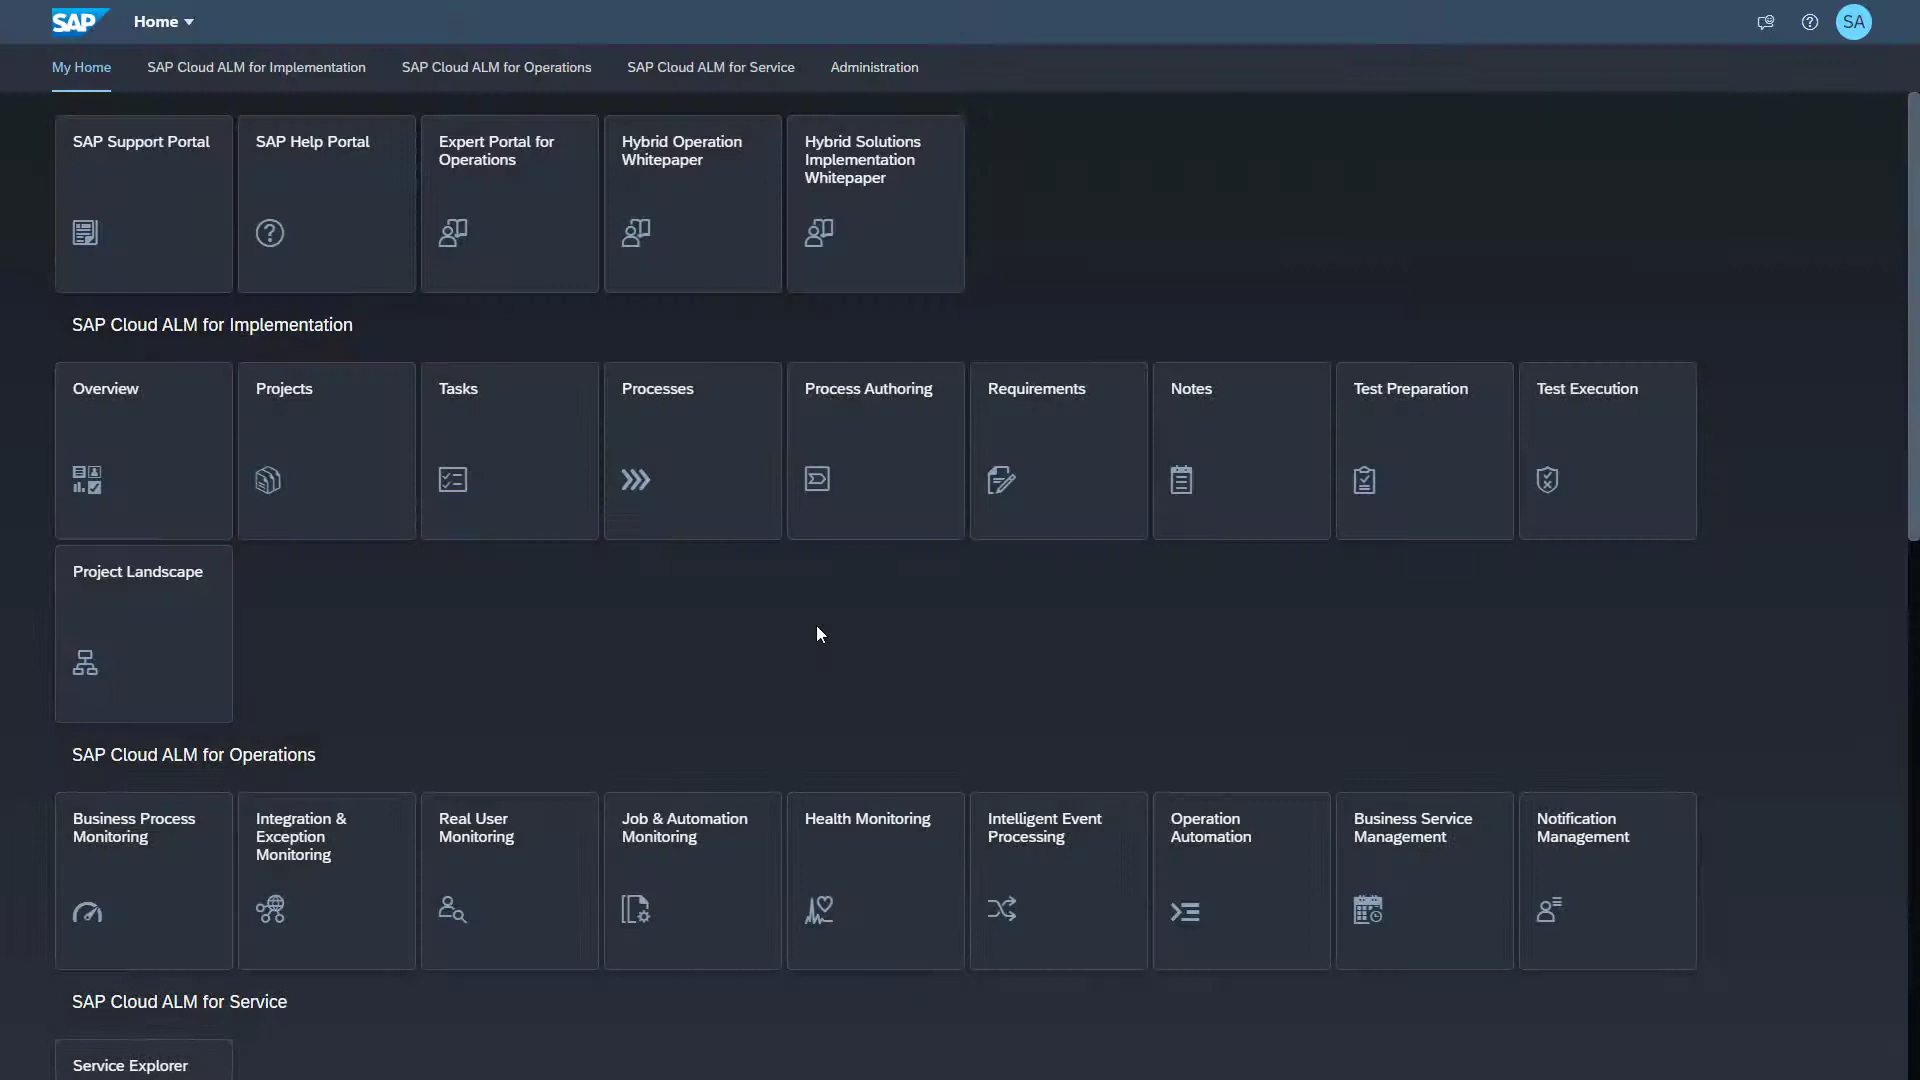 SAP
Home
SA
My Home
SAP Cloud ALM for Implementation
SAP Cloud ALM for Operations
SAP Cloud ALM for Service
Administration
SAP Support Portal
SAP Help Portal
Expert Portal for
Operations
Hybrid Operation
Whitepaper
Hybrid Solutions
Implementation
Whitepaper
SAP Cloud ALM for Implementation
Overview
Projects
Tasks
Processes
Process Authoring
Requirements
Notes
Test Preparation
Test Execution
Project Landscape
SAP Cloud ALM for Operations
Business Process
Monitoring
Integration &
Exception
Monitoring
Real User
Monitoring
Job & Automation
Monitoring
Health Monitoring
Intelligent Event
Processing
Operation
Automation
Business Service
Management
Notification
Management
SAP Cloud ALM for Service
Service Explorer